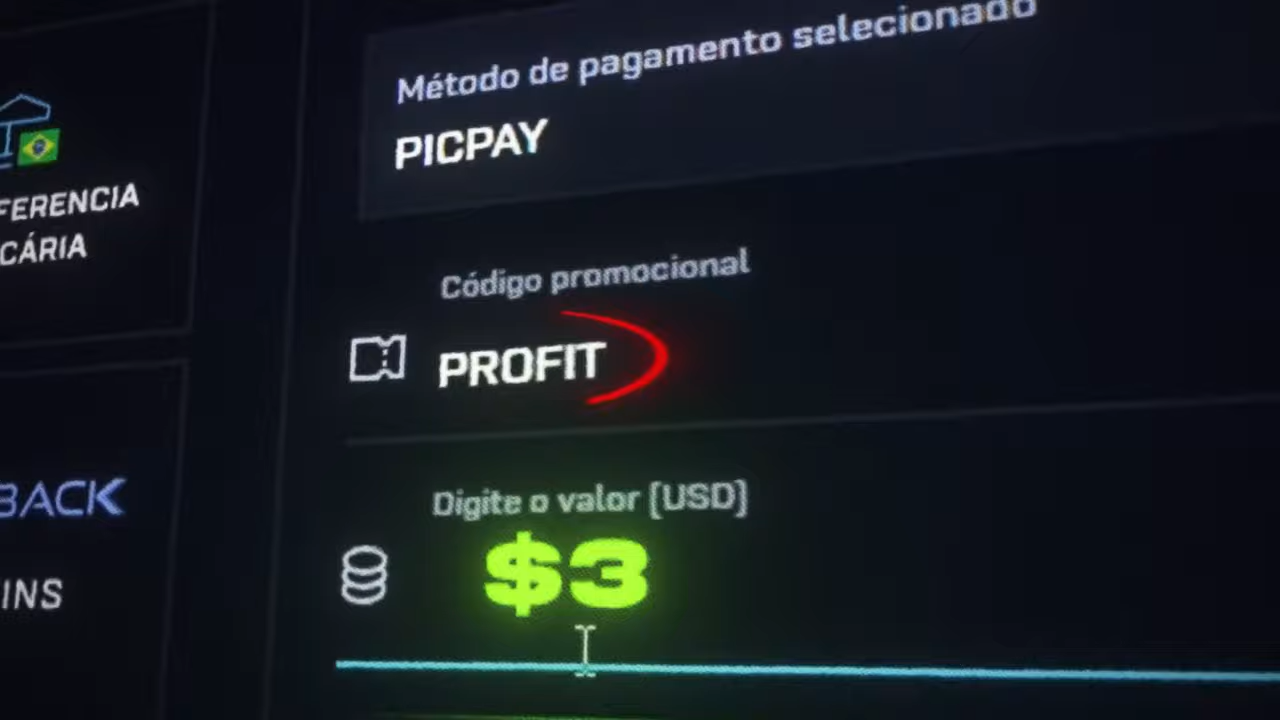 Método de pagamento selecionado
PICPAY
FERENCIA
CÁRIA
Código promocional
PROFIT
BACK
INS
Digite o valor (USD)
$3